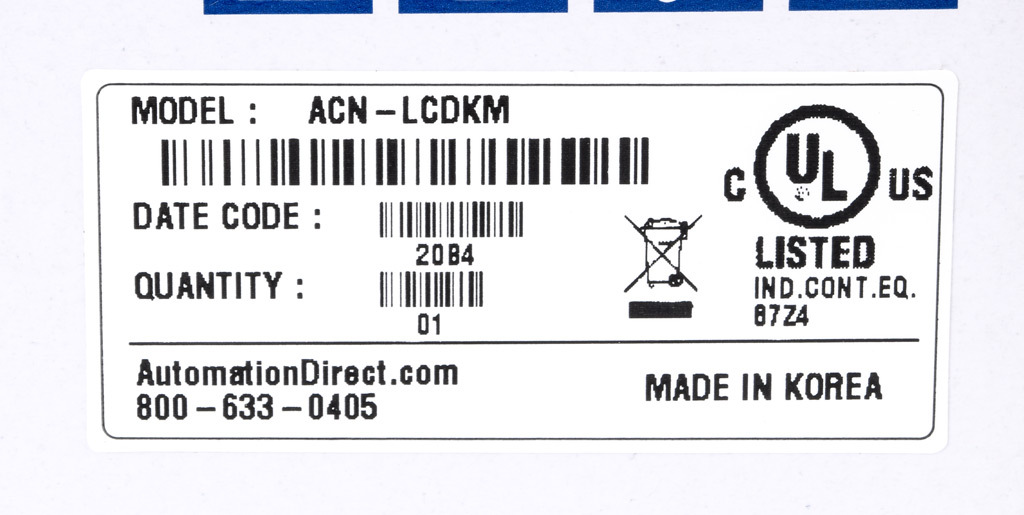 MODEL : ACN-LCDKM
DATE CODE :
20B4
QUANTITY :
01
C UL US
LISTED
IND.CONT.EQ.
87Z4
AutomationDirect.com
800-633-0405
MADE IN KOREA